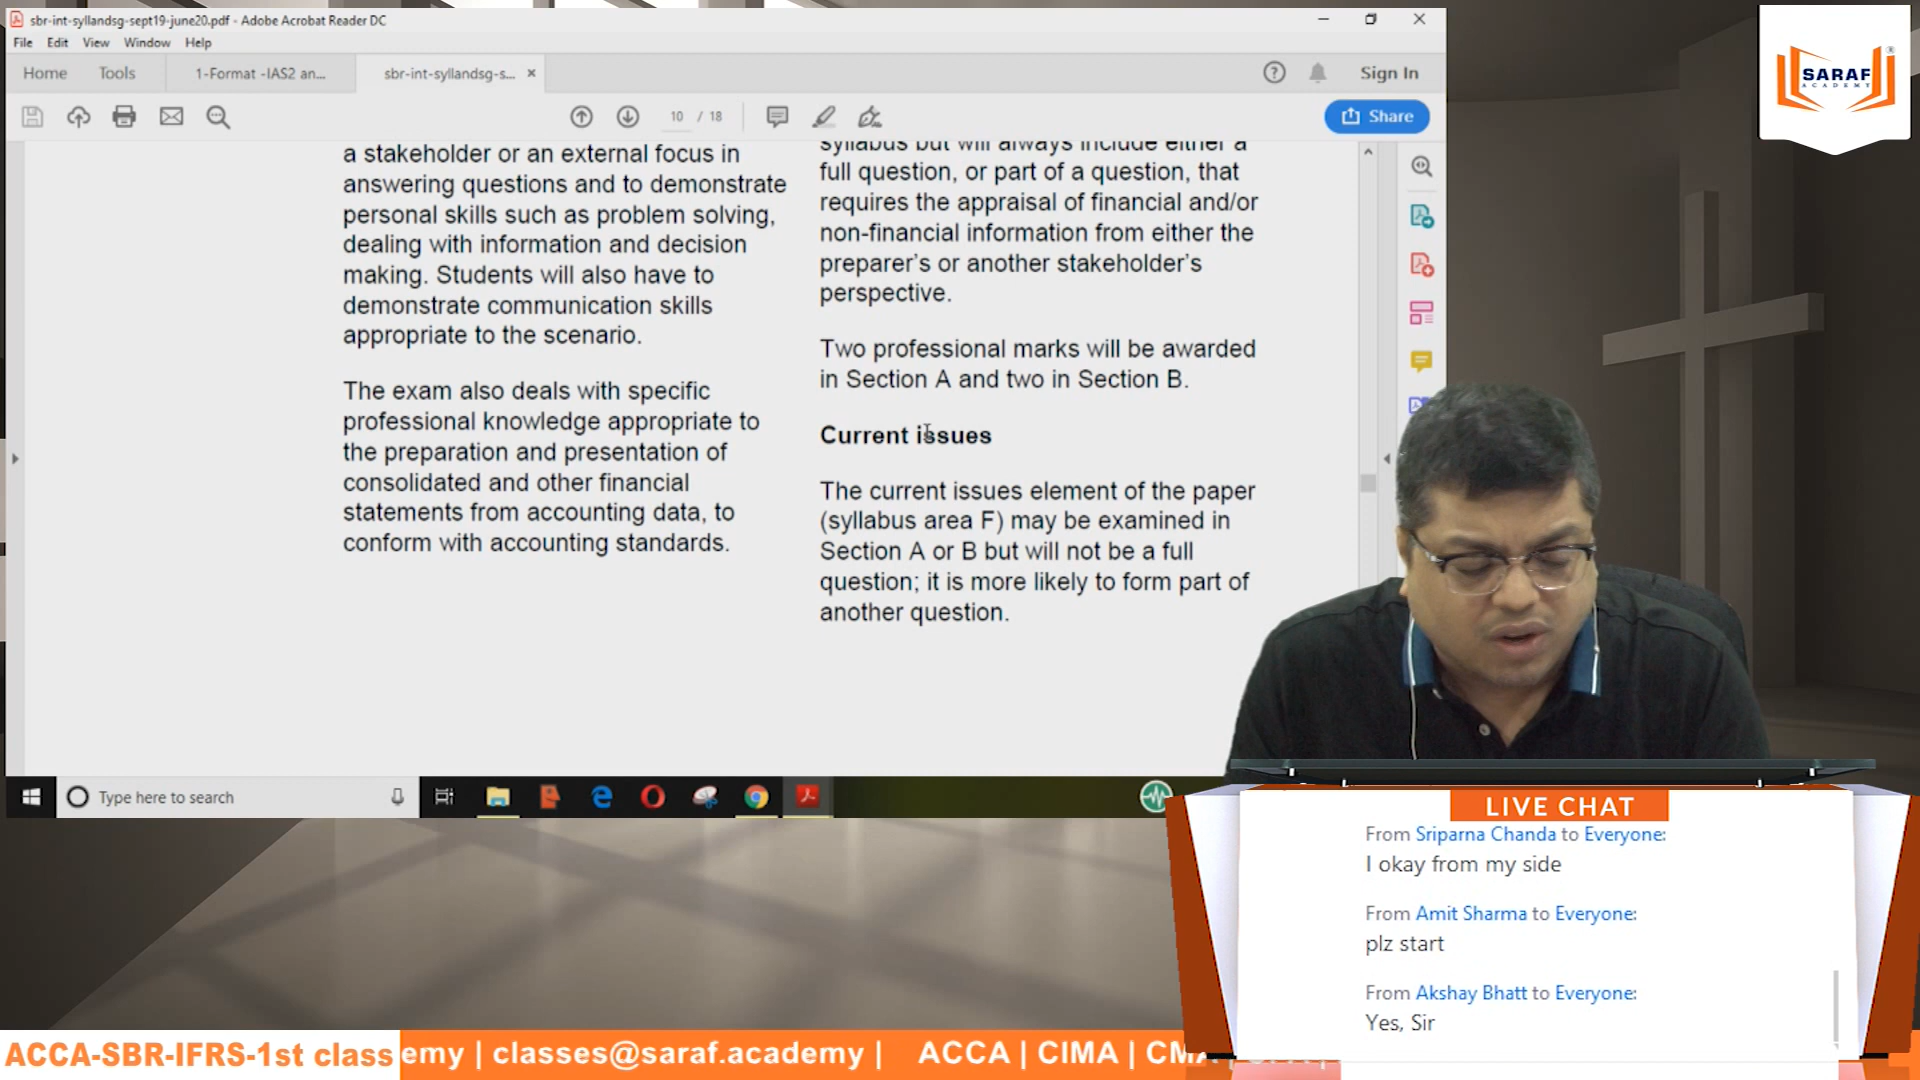 sbr-int-syllandsg-sept19-june20.pdf - Adobe Acrobat Reader DC
File Edit View Window Help
Home Tools 1-Format -IAS2 an... sbr-int-syllandsg-s... ×
Sign In
10 / 18
Share
a stakeholder or an external focus in
answering questions and to demonstrate
personal skills such as problem solving,
dealing with information and decision
making. Students will also have to
demonstrate communication skills
appropriate to the scenario.
The exam also deals with specific
professional knowledge appropriate to
the preparation and presentation of
consolidated and other financial
statements from accounting data, to
conform with accounting standards.
syllabus but will always include either a
full question, or part of a question, that
requires the appraisal of financial and/or
non-financial information from either the
preparer's or another stakeholder's
perspective.
Two professional marks will be awarded
in Section A and two in Section B.
Current issues
The current issues element of the paper
(syllabus area F) may be examined in
Section A or B but will not be a full
question; it is more likely to form part of
another question.
SARAF
ACADEMY
®
Type here to search
LIVE CHAT
From Sriparna Chanda to Everyone:
I okay from my side
From Amit Sharma to Everyone:
plz start
From Akshay Bhatt to Everyone:
Yes, Sir
ACCA-SBR-IFRS-1st class emy | classes@saraf.academy | ACCA | CIMA |